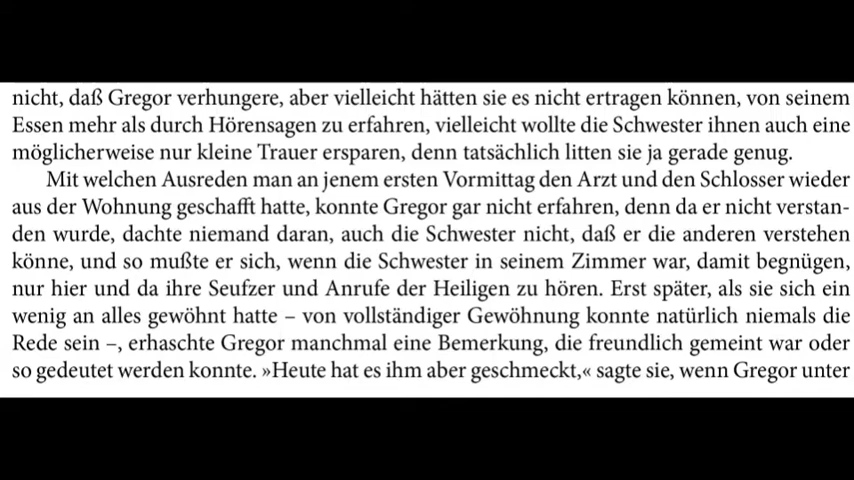 nicht, daß Gregor verhungere, aber vielleicht hätten sie es nicht ertragen können, von seinem
Essen mehr als durch Hörensagen zu erfahren, vielleicht wollte die Schwester ihnen auch eine
möglicherweise nur kleine Trauer ersparen, denn tatsächlich litten sie ja gerade genug.
Mit welchen Ausreden man an jenem ersten Vormittag den Arzt und den Schlosser wieder
aus der Wohnung geschafft hatte, konnte Gregor gar nicht erfahren, denn da er nicht verstan-
den wurde, dachte niemand daran, auch die Schwester nicht, daß er die anderen verstehen
könne, und so mußte er sich, wenn die Schwester in seinem Zimmer war, damit begnügen,
nur hier und da ihre Seufzer und Anrufe der Heiligen zu hören. Erst später, als sie sich ein
wenig an alles gewöhnt hatte – von vollständiger Gewöhnung konnte natürlich niemals die
Rede sein –, erhaschte Gregor manchmal eine Bemerkung, die freundlich gemeint war oder
so gedeutet werden konnte. »Heute hat es ihm aber geschmeckt,« sagte sie, wenn Gregor unter